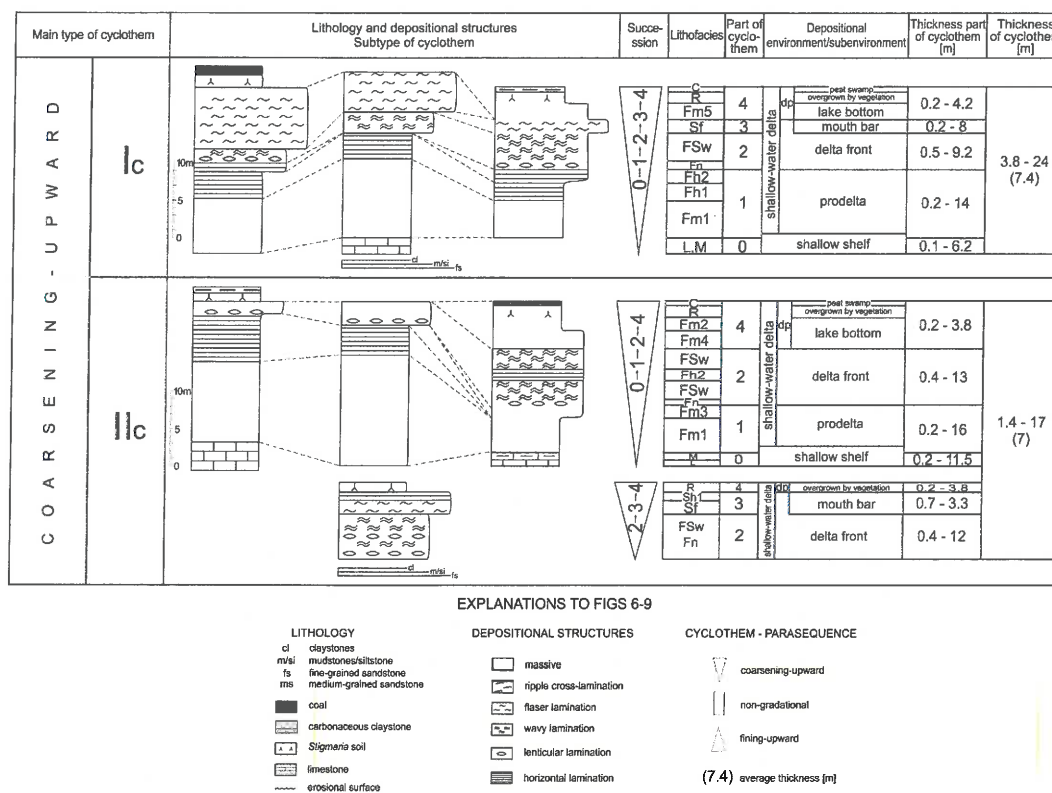 Main type of cyclothem
Lithology and depositional structures
Subtype of cyclothem
Succe-
ssion
Lithofacies
Part of
cyclo-
them
Depositional
environment/subenvironment
Thickness part
of cyclothem
[m]
Thickness
of cyclother
[m]
COARSENING-UPWARD
Ic
10m
5
0
cl
m/si
fs
0-1-2-3-4
C
R
Fm5
Sf
FSw
Fn
Fh2
Fh1
Fm1
L,M
4
3
2
1
0
shallow-water delta
dp
peat swamp
overgrown by vegetation
lake bottom
mouth bar
delta front
prodelta
shallow shelf
0.2 - 4.2
0.2 - 8
0.5 - 9.2
0.2 - 14
0.1 - 6.2
3.8 - 24
(7.4)
IIc
10m
5
0
0-1-2-4
C
R
Fm2
Fm4
FSw
Fh2
FSw
Fn
Fm3
Fm1
M
L
4
2
1
0
shallow-water delta
dp
peat swamp
overgrown by vegetation
lake bottom
delta front
prodelta
shallow shelf
0.2 - 3.8
0.4 - 13
0.2 - 16
0.2 - 11.5
1.4 - 17
(7)
cl
m/si
fs
2-3-4
R
Sh1
Sf
FSw
Fn
4
3
2
shallow-water delta
dp
overgrown by vegetation
mouth bar
delta front
0.2 - 3.8
0.7 - 3.3
0.4 - 12
EXPLANATIONS TO FIGS 6-9
LITHOLOGY
cl claystones
m/si mudstones/siltstone
fs fine-grained sandstone
ms medium-grained sandstone
coal
carbonaceous claystone
Stigmaria soil
limestone
erosional surface
DEPOSITIONAL STRUCTURES
massive
ripple cross-lamination
flaser lamination
wavy lamination
lenticular lamination
horizontal lamination
CYCLOTHEM - PARASEQUENCE
coarsening-upward
non-gradational
fining-upward
(7.4) average thickness [m]